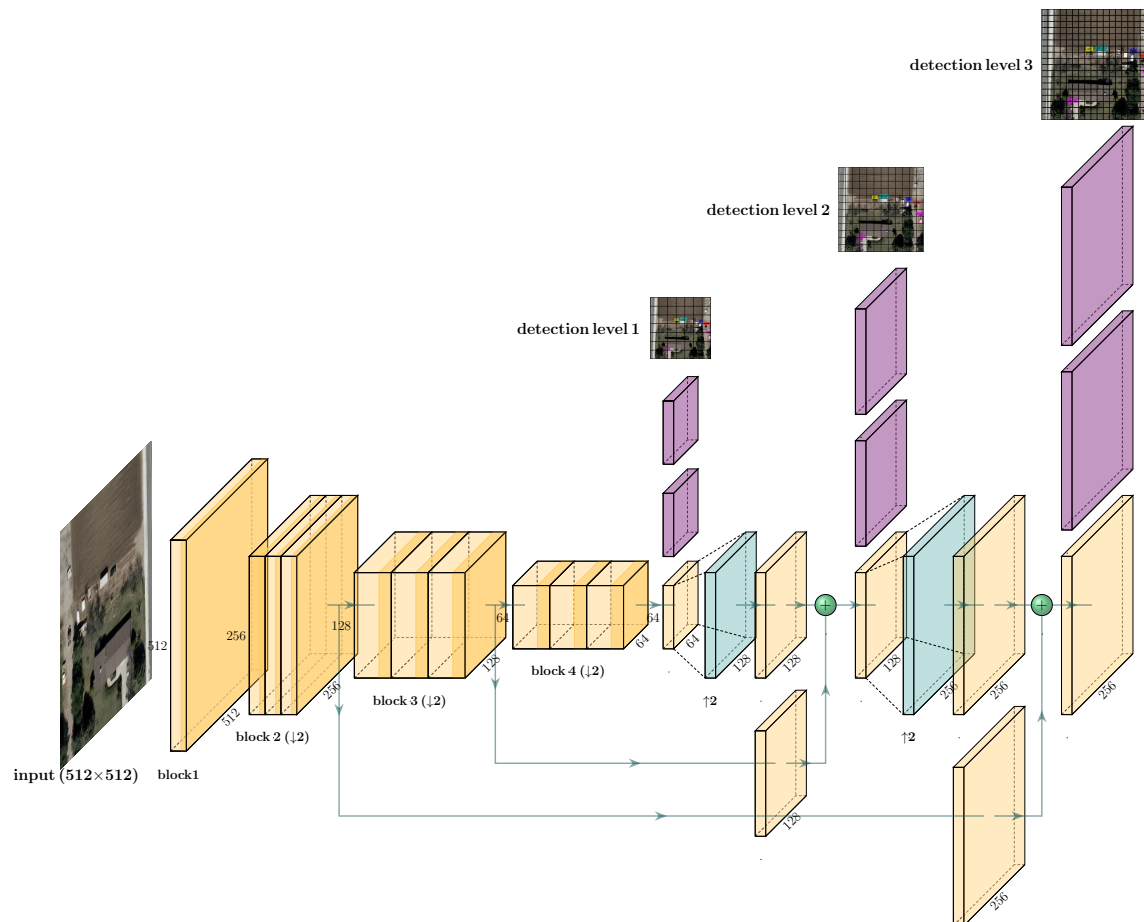 detection level 3
detection level 2
detection level 1
512
512
block1
input (512×512)
256
256
block 2 (↓2)
128
128
block 3 (↓2)
64
64
block 4 (↓2)
64
64
128
↑2
128
128
256
↑2
256
256
128
256
+
+